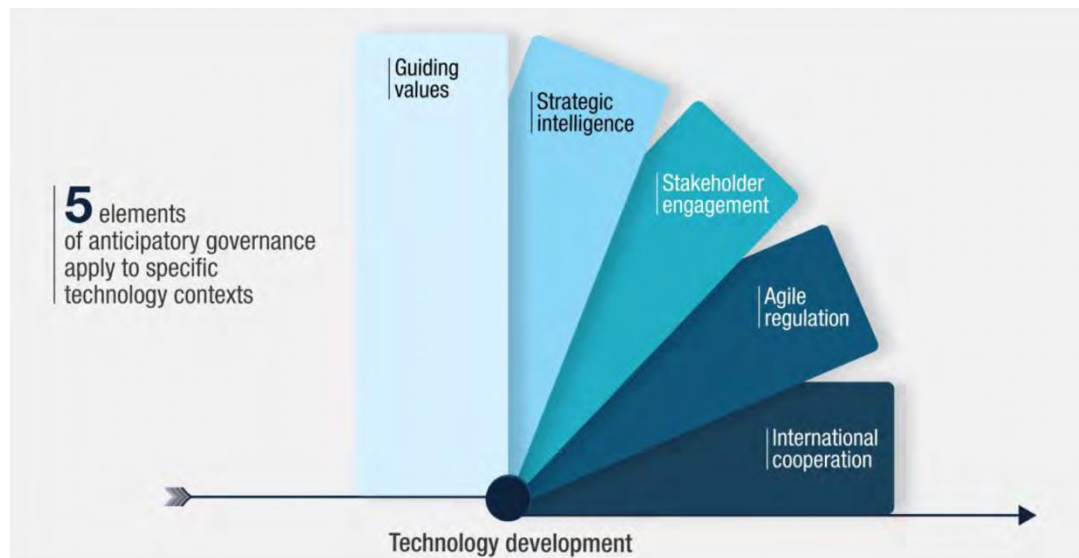 Guiding
values
Strategic
intelligence
Stakeholder
engagement
Agile
regulation
International
cooperation
5 elements
of anticipatory governance
apply to specific
technology contexts
Technology development